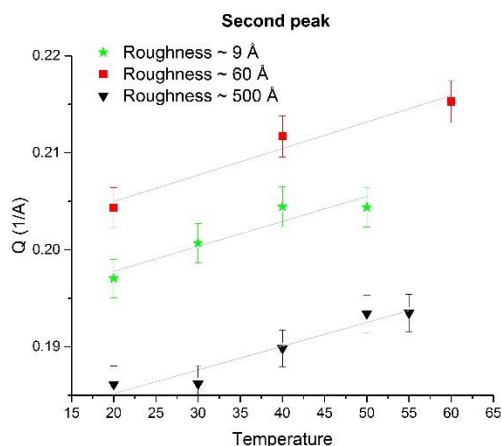 Second peak
0.22
Roughness ~ 9 Å
Roughness ~ 60 Å
Roughness ~ 500 Å
0.21
0.20
0.19
Q (1/A)
15 20 25 30 35 40 45 50 55 60 65
Temperature